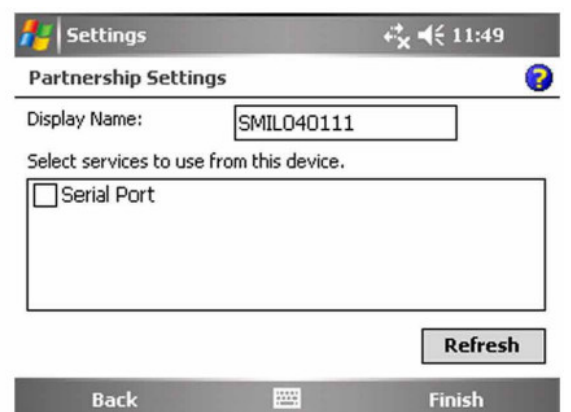 Settings 11:49
Partnership Settings
Display Name: SMIL040111
Select services to use from this device.
Serial Port
Refresh
Back Finish